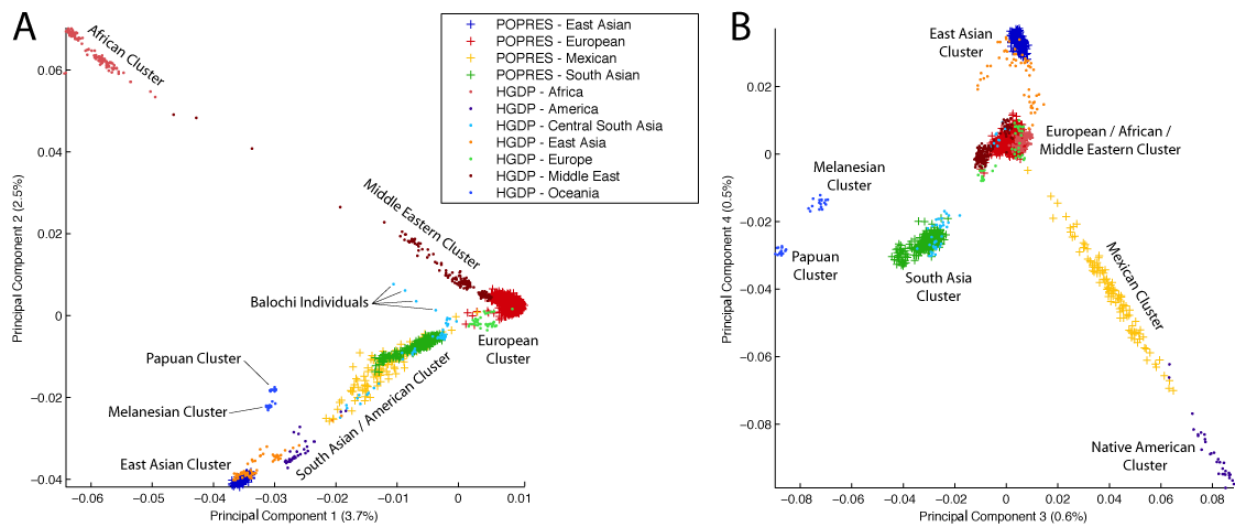 A
POPRES - East Asian
POPRES - European
POPRES - Mexican
POPRES - South Asian
HGDP - Africa
HGDP - America
HGDP - Central South Asia
HGDP - East Asia
HGDP - Europe
HGDP - Middle East
HGDP - Oceania
African Cluster
Middle Eastern Cluster
Balochi Individuals
European
Cluster
Papuan Cluster
Melanesian Cluster
South Asian / American Cluster
East Asian Cluster
Principal Component 2 (2.5%)
0.06
0.04
0.02
0
−0.02
−0.04
−0.06
−0.05
−0.04
−0.03
−0.02
−0.01
0
0.01
Principal Component 1 (3.7%)
B
East Asian
Cluster
European / African /
Middle Eastern Cluster
Melanesian
Cluster
Papuan
Cluster
South Asia
Cluster
Mexican Cluster
Native American
Cluster
Principal Component 4 (0.5%)
0.02
0
−0.02
−0.04
−0.06
−0.08
−0.08
−0.06
−0.04
−0.02
0
0.02
0.04
0.06
0.08
Principal Component 3 (0.6%)